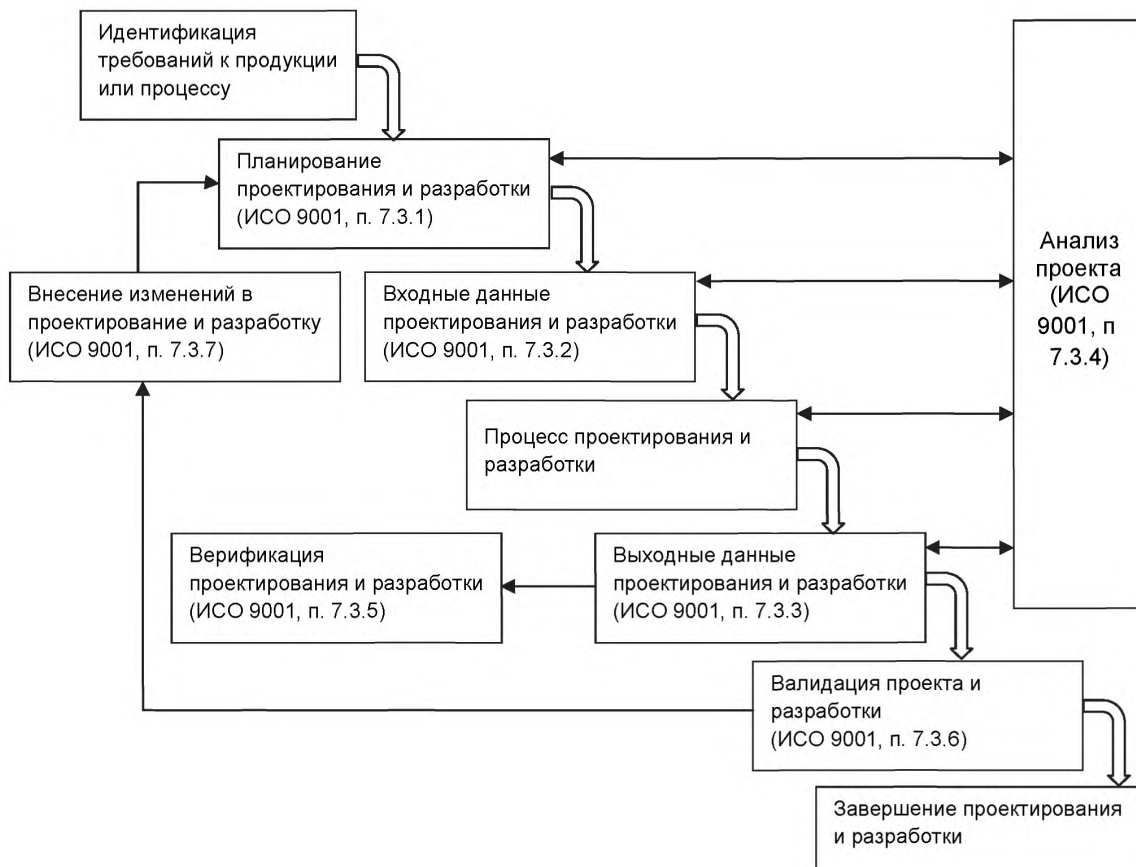 Идентификация
требований к продукции
или процессу
Планирование
проектирования и разработки
(ИСО 9001, п. 7.3.1)
Анализ
проекта
(ИСО
9001, п
7.3.4)
Внесение изменений в
проектирование и разработку
(ИСО 9001, п. 7.3.7)
Входные данные
проектирования и разработки
(ИСО 9001, п. 7.3.2)
Процесс проектирования и
разработки
Верификация
проектирования и разработки
(ИСО 9001, п. 7.3.5)
Выходные данные
проектирования и разработки
(ИСО 9001, п. 7.3.3)
Валидация проекта и
разработки
(ИСО 9001, п. 7.3.6)
Завершение проектирования
и разработки